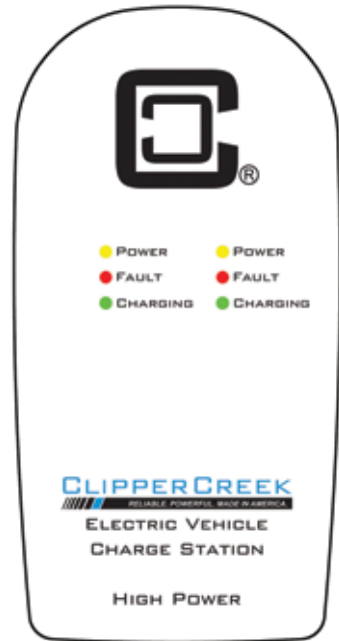 ®
POWER POWER
FAULT FAULT
CHARGING CHARGING
CLIPPERCREEK
RELIABLE. POWERFUL. MADE IN AMERICA.
ELECTRIC VEHICLE
CHARGE STATION
HIGH POWER